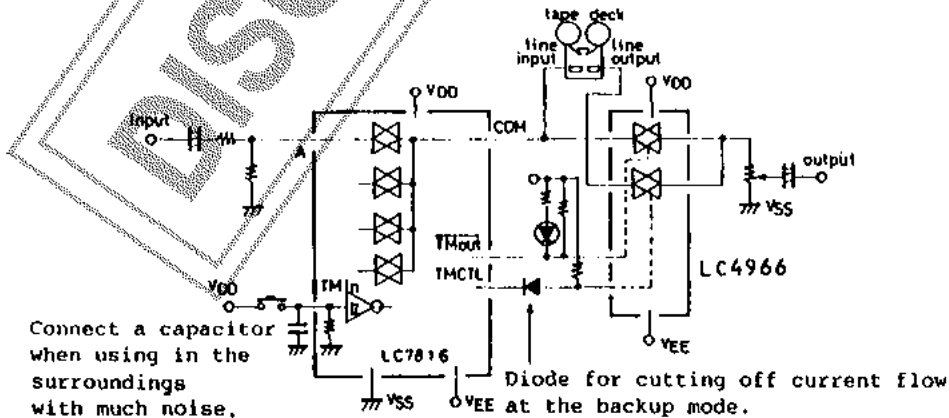 DISC
tape deck
line input
line output
VDD
VDD
Input
A
COM
output
VSS
TMout
TMCTL
LC4966
VDD
TM
n
LC7816
VEE
VSS
VEE
Connect a capacitor
when using in the
surroundings
with much noise.
Diode for cutting off current flow
at the backup mode.